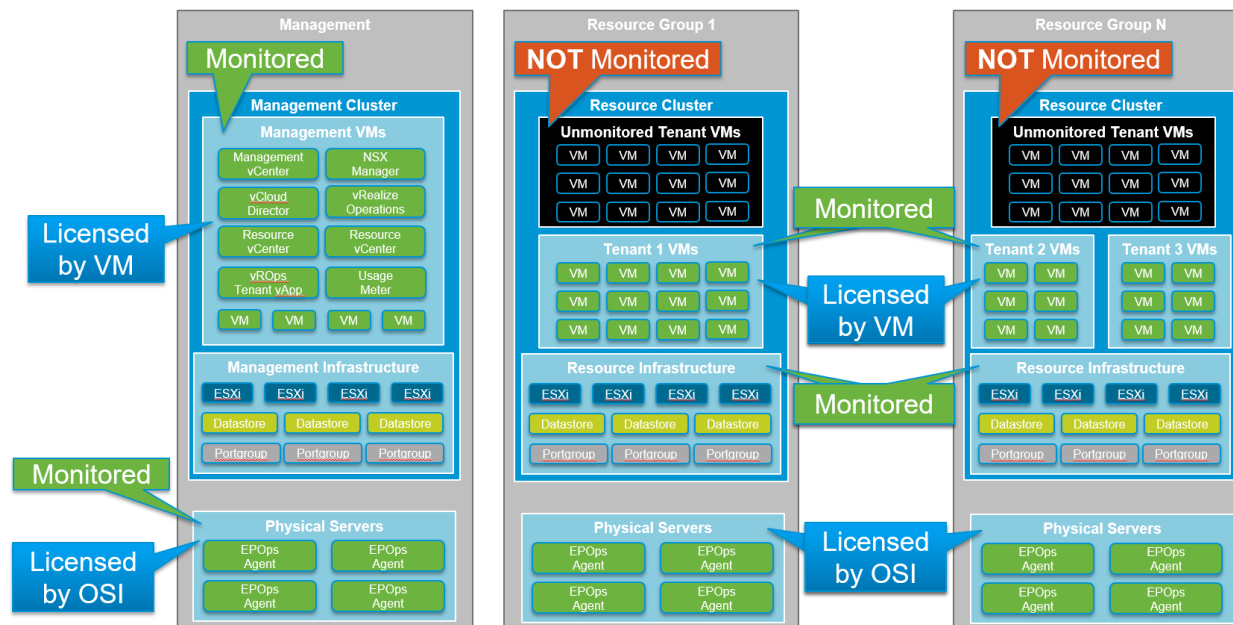 Management
Monitored
Management Cluster
Management VMs
Management
vCenter
NSX
Manager
vCloud
Director
vRealize
Operations
Licensed
by VM
Resource
vCenter
Resource
vCenter
vROps
Tenant vApp
Usage
Meter
VM VM VM VM
Management Infrastructure
ESXi ESXi ESXi ESXi
Datastore Datastore Datastore
Portgroup Portgroup Portgroup
Monitored
Licensed
by OSI
Physical Servers
EPOps
Agent
EPOps
Agent
EPOps
Agent
EPOps
Agent
Resource Group 1
NOT Monitored
Resource Cluster
Unmonitored Tenant VMs
VM VM VM VM
VM VM VM VM
VM VM VM VM
Tenant 1 VMs
VM VM VM VM
VM VM VM VM
VM VM VM VM
Resource Infrastructure
ESXi ESXi ESXi ESXi
Datastore Datastore Datastore
Portgroup Portgroup Portgroup
Physical Servers
EPOps
Agent
EPOps
Agent
EPOps
Agent
EPOps
Agent
Monitored
Licensed
by VM
Monitored
Licensed
by OSI
Resource Group N
NOT Monitored
Resource Cluster
Unmonitored Tenant VMs
VM VM VM VM
VM VM VM VM
VM VM VM VM
Tenant 2 VMs
VM VM
VM VM
VM VM
Tenant 3 VMs
VM VM
VM VM
VM VM
Resource Infrastructure
ESXi ESXi ESXi ESXi
Datastore Datastore Datastore
Portgroup Portgroup Portgroup
Physical Servers
EPOps
Agent
EPOps
Agent
EPOps
Agent
EPOps
Agent